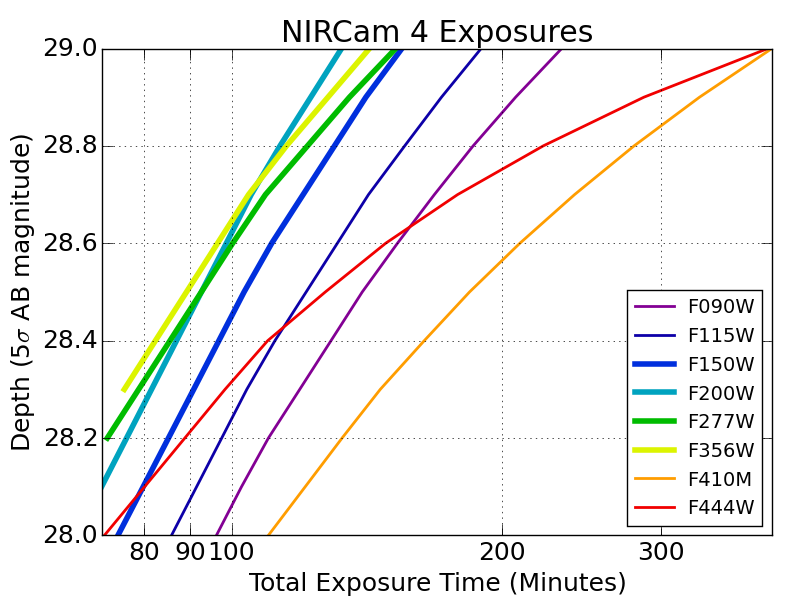 NIRCam 4 Exposures
Depth (5σ AB magnitude)
29.0
28.8
28.6
28.4
28.2
28.0
F090W
F115W
F150W
F200W
F277W
F356W
F410M
F444W
80 90 100 200 300
Total Exposure Time (Minutes)